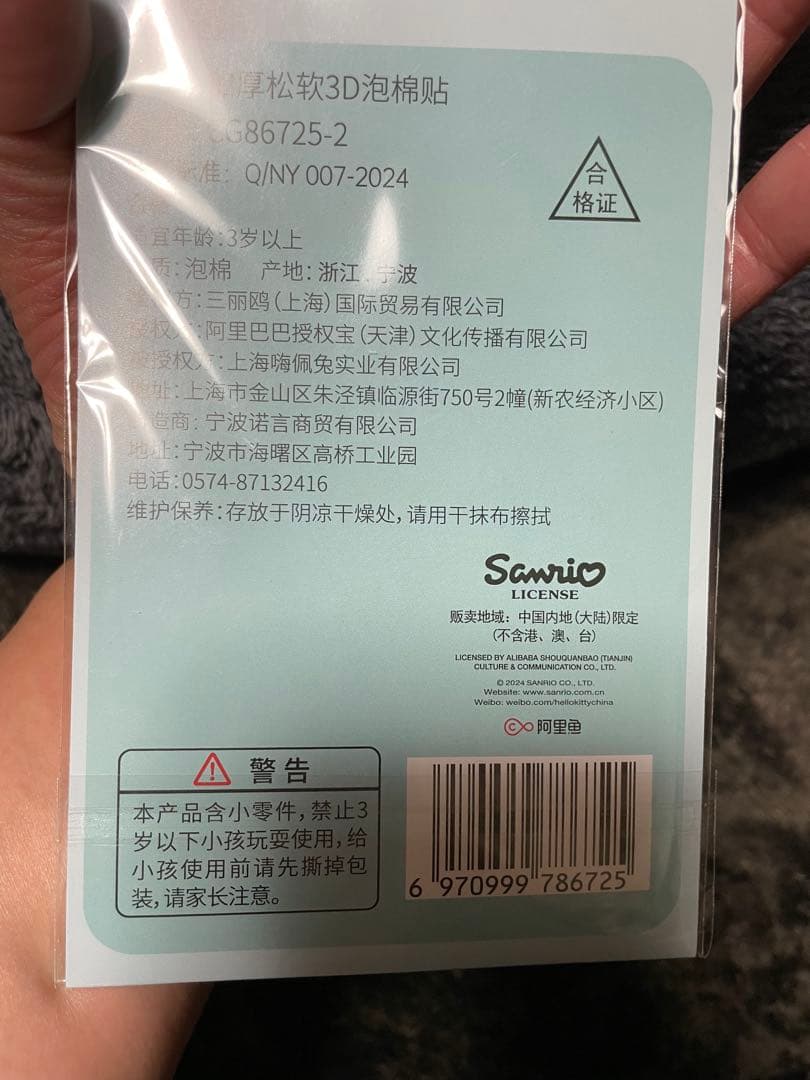 厚松软3D泡棉贴
G86725-2
准: Q/NY 007-2024
合
格证
宜年龄:3岁以上
质:泡棉 产地:浙江 宁波
方:三丽鸥(上海)国际贸易有限公司
授权方:阿里巴巴授权宝(天津)文化传播有限公司
被授权方:上海嗨佩兔实业有限公司
地址:上海市金山区朱泾镇临源街750号2幢(新农经济小区)
造商:宁波诺言商贸有限公司
地址:宁波市海曙区高桥工业园
电话:0574-87132416
维护保养:存放于阴凉干燥处,请用干抹布擦拭
Sanrio
LICENSE
贩卖地域:中国内地(大陆)限定
(不含港、澳、台)
LICENSED BY ALIBABA SHOUQUANBAO (TIANJIN)
CULTURE & COMMUNICATION CO., LTD.
© 2024 SANRIO CO., LTD.
Website: www.sanrio.com.cn
Weibo: weibo.com/hellokittychina
阿里鱼
警告
本产品含小零件,禁止3
岁以下小孩玩耍使用,给
小孩使用前请先撕掉包
装,请家长注意。
6 970999 786725